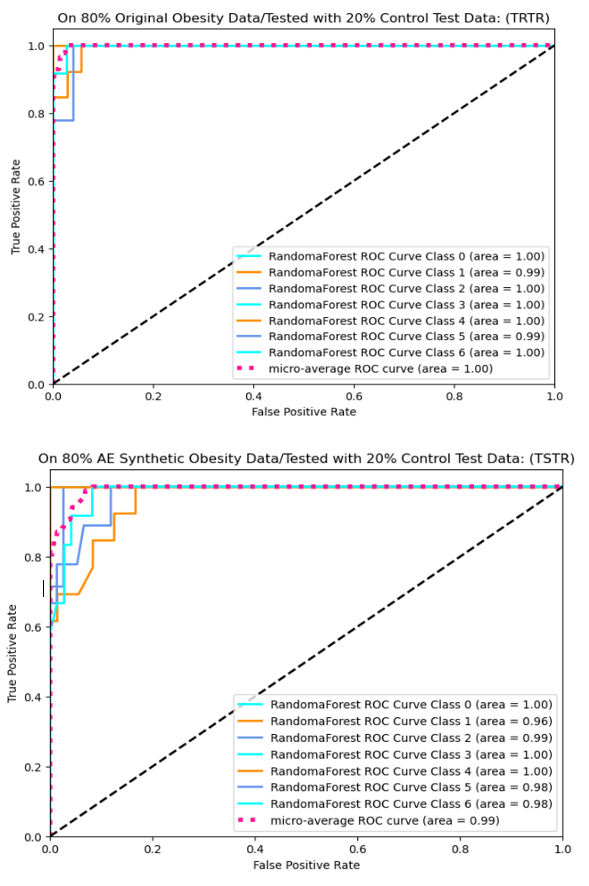 On 80% Original Obesity Data/Tested with 20% Control Test Data: (TRTR)
1.0
0.8
0.6
0.4
0.2
0.0
True Positive Rate
RandomaForest ROC Curve Class 0 (area = 1.00)
RandomaForest ROC Curve Class 1 (area = 0.99)
RandomaForest ROC Curve Class 2 (area = 1.00)
RandomaForest ROC Curve Class 3 (area = 1.00)
RandomaForest ROC Curve Class 4 (area = 1.00)
RandomaForest ROC Curve Class 5 (area = 0.99)
RandomaForest ROC Curve Class 6 (area = 1.00)
micro-average ROC curve (area = 1.00)
0.0 0.2 0.4 0.6 0.8 1.0
False Positive Rate
On 80% AE Synthetic Obesity Data/Tested with 20% Control Test Data: (TSTR)
1.0
0.8
0.6
0.4
0.2
0.0
True Positive Rate
RandomaForest ROC Curve Class 0 (area = 1.00)
RandomaForest ROC Curve Class 1 (area = 0.96)
RandomaForest ROC Curve Class 2 (area = 0.99)
RandomaForest ROC Curve Class 3 (area = 1.00)
RandomaForest ROC Curve Class 4 (area = 1.00)
RandomaForest ROC Curve Class 5 (area = 0.98)
RandomaForest ROC Curve Class 6 (area = 0.98)
micro-average ROC curve (area = 0.99)
0.0 0.2 0.4 0.6 0.8 1.0
False Positive Rate